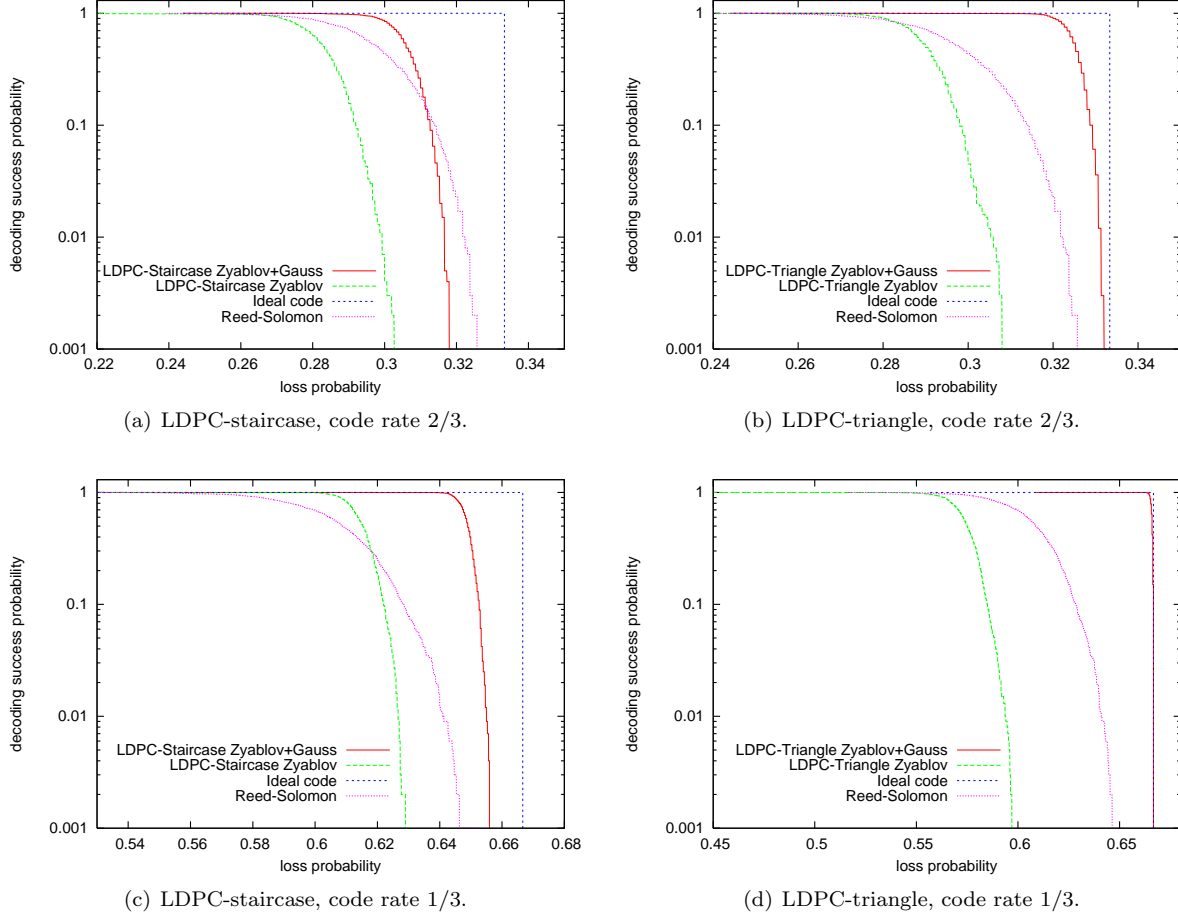 decoding success probability
1
0.1
0.01
0.001
LDPC-Staircase Zyablov+Gauss
LDPC-Staircase Zyablov
Ideal code
Reed-Solomon
0.22 0.24 0.26 0.28 0.3 0.32 0.34
loss probability
(a) LDPC-staircase, code rate 2/3.
decoding success probability
1
0.1
0.01
0.001
LDPC-Triangle Zyablov+Gauss
LDPC-Triangle Zyablov
Ideal code
Reed-Solomon
0.24 0.26 0.28 0.3 0.32 0.34
loss probability
(b) LDPC-triangle, code rate 2/3.
decoding success probability
1
0.1
0.01
0.001
LDPC-Staircase Zyablov+Gauss
LDPC-Staircase Zyablov
Ideal code
Reed-Solomon
0.54 0.56 0.58 0.6 0.62 0.64 0.66 0.68
loss probability
(c) LDPC-staircase, code rate 1/3.
decoding success probability
1
0.1
0.01
0.001
LDPC-Triangle Zyablov+Gauss
LDPC-Triangle Zyablov
Ideal code
Reed-Solomon
0.45 0.5 0.55 0.6 0.65
loss probability
(d) LDPC-triangle, code rate 1/3.